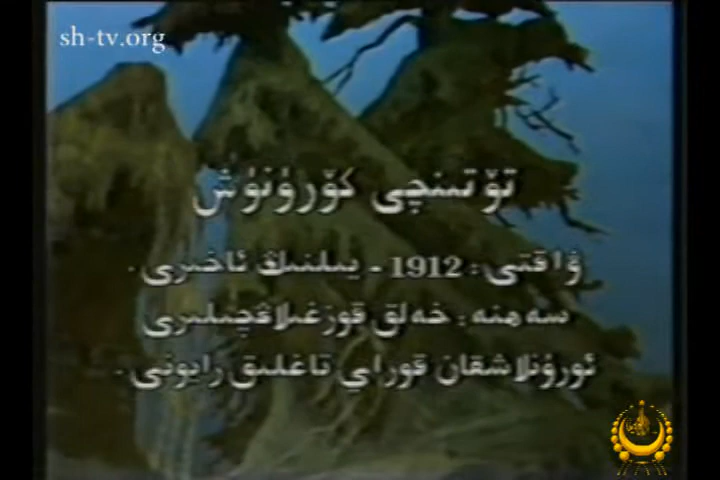 sh-tv.org
تۆتىنچى كۆرۈنۈش
ۋاقتى: 1912 - يىلنىڭ ئاخىرى.
سەھنە: خەلق قوزغىلاڭچىلىرى
ئورۇنلاشقان قوراي تاغلىق رايونى.